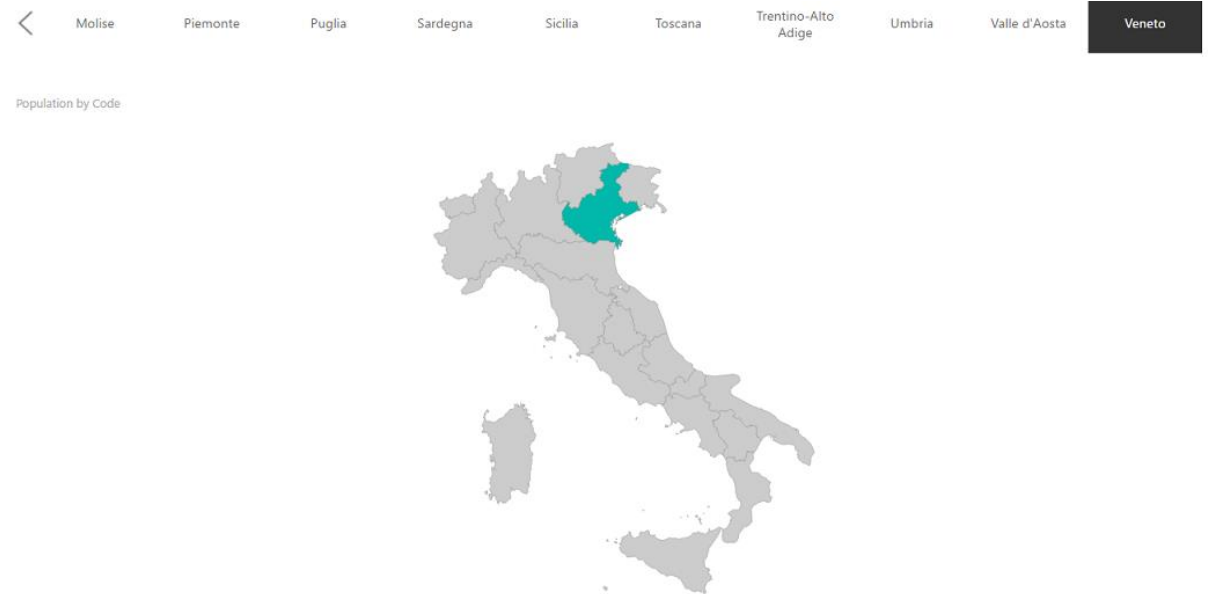 Molise
Piemonte
Puglia
Sardegna
Sicilia
Toscana
Trentino-Alto
Adige
Umbria
Valle d'Aosta
Veneto
Population by Code